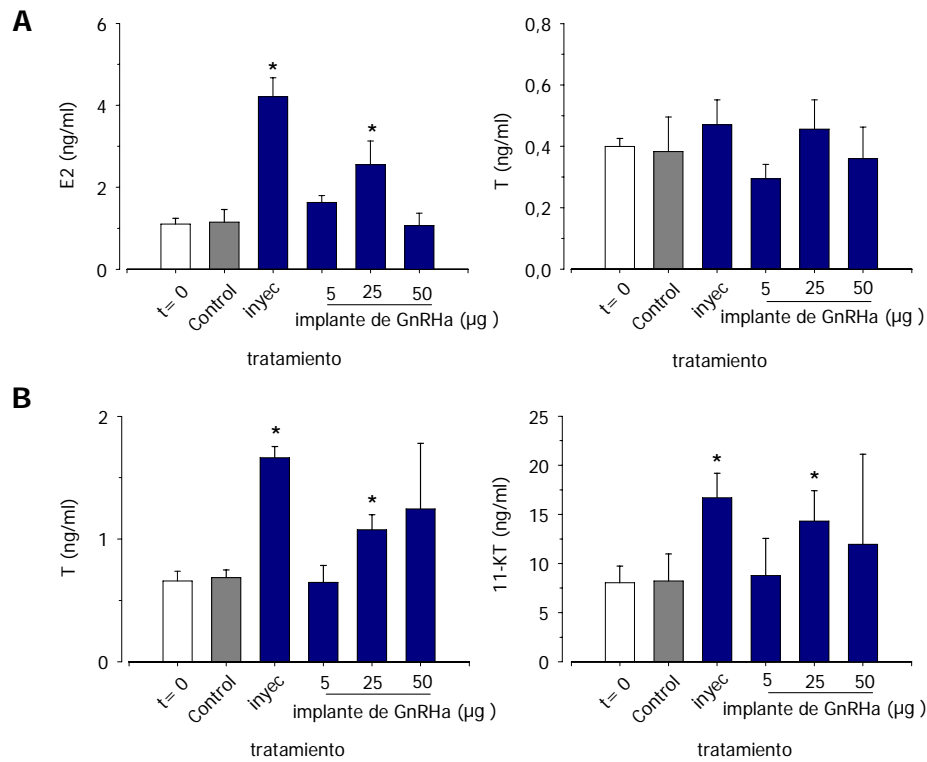 A
E2 (ng/ml)
6
4
2
0
*
*
t= 0
Control
inyec
5
25
50
implante de GnRHa (µg )
tratamiento
T (ng/ml)
0,8
0,6
0,4
0,2
0,0
t= 0
Control
inyec
5
25
50
implante de GnRHa (µg )
tratamiento
B
T (ng/ml)
2
1
0
*
*
t= 0
Control
inyec
5
25
50
implante de GnRHa (µg )
tratamiento
11-KT (ng/ml)
25
20
15
10
5
0
*
*
t= 0
Control
inyec
5
25
50
implante de GnRHa (µg )
tratamiento